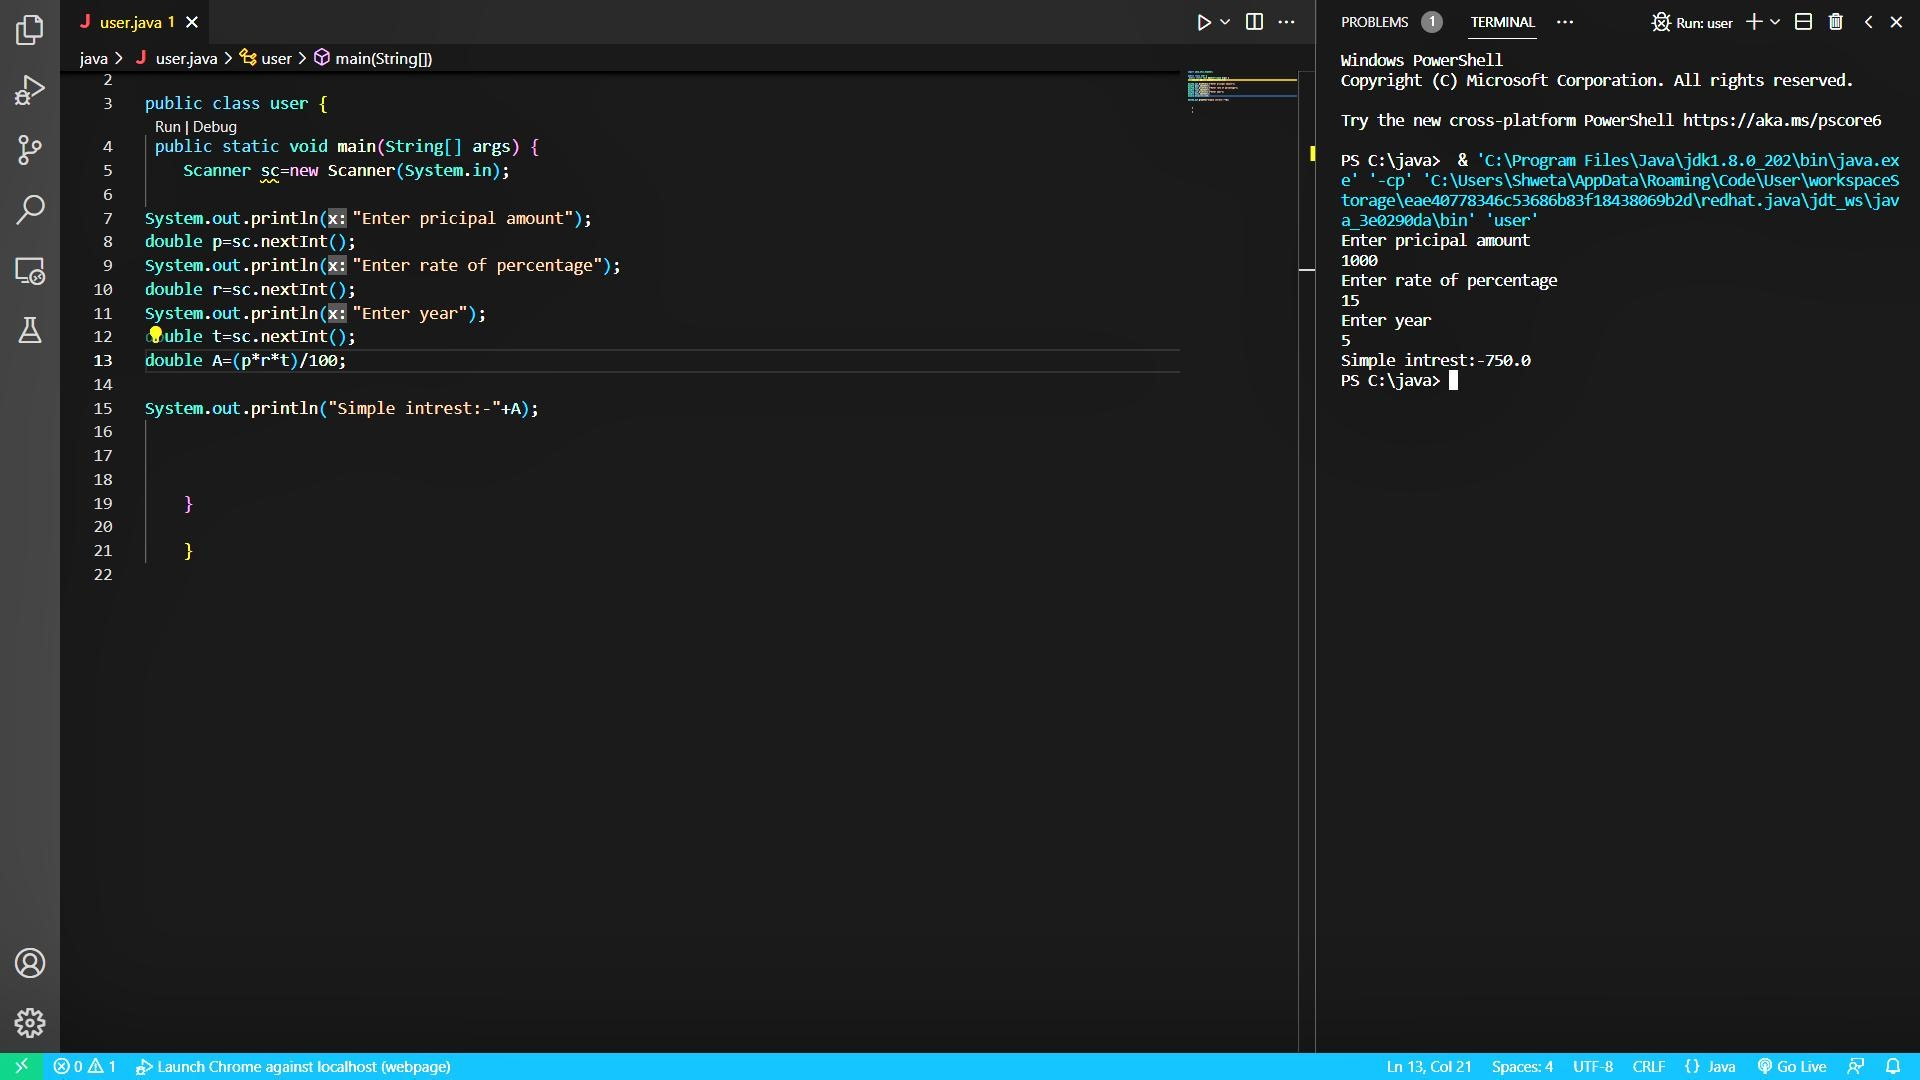 user.java 1
java > user.java > user > main(String[])
2
3 public class user {
Run | Debug
4 public static void main(String[] args) {
5 Scanner sc=new Scanner(System.in);
6
7 System.out.println(x: "Enter pricipal amount");
8 double p=sc.nextInt();
9 System.out.println(x: "Enter rate of percentage");
10 double r=sc.nextInt();
11 System.out.println(x: "Enter year");
12 double t=sc.nextInt();
13 double A=(p*r*t)/100;
14
15 System.out.println("Simple intrest:-"+A);
16
17
18
19 }
20
21 }
22
PROBLEMS 1 TERMINAL Run: user
Windows PowerShell
Copyright (C) Microsoft Corporation. All rights reserved.
Try the new cross-platform PowerShell https://aka.ms/pscore6
PS C:\java>  & 'C:\Program Files\Java\jdk1.8.0_202\bin\java.ex
e' '-cp' 'C:\Users\Shweta\AppData\Roaming\Code\User\workspaceS
torage\eae40778346c53686b83f18438069b2d\redhat.java\jdt_ws\jav
a_3e0290da\bin' 'user'
Enter pricipal amount
1000
Enter rate of percentage
15
Enter year
5
Simple intrest:-750.0
PS C:\java>
0 1 Launch Chrome against localhost (webpage) Ln 13, Col 21 Spaces: 4 UTF-8 CRLF {} Java Go Live